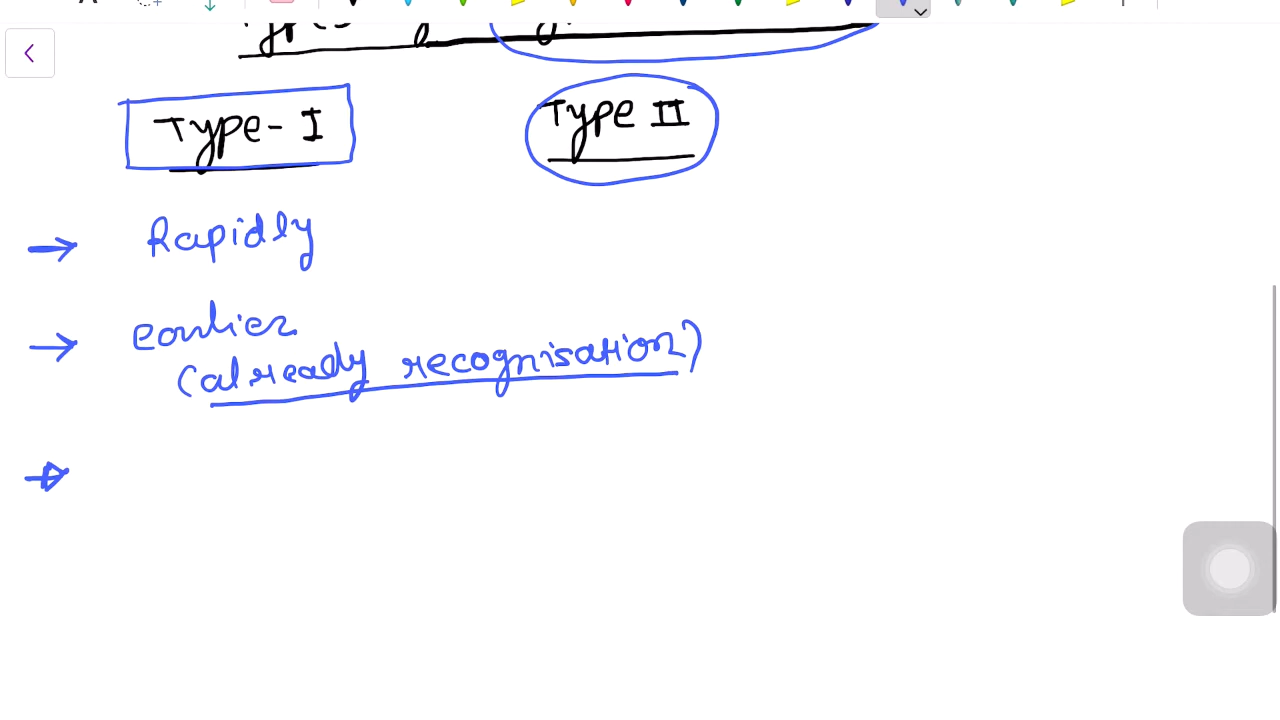 Type-I
Type II
Rapidly
earlier
(already recognisation)